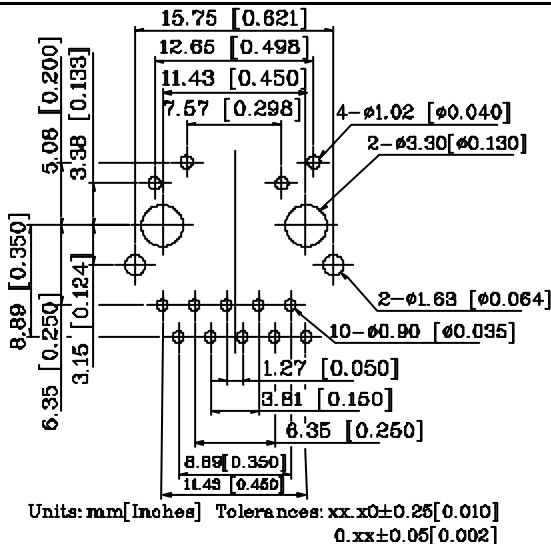 15.75 [0.621]
12.65 [0.498]
11.43 [0.450]
7.57 [0.298]
5.08 [0.200]
3.38 [0.133]
4-ø1.02 [ø0.040]
2-ø3.30[ø0.130]
8.89 [0.350]
6.35 [0.250]
3.15 [0.124]
2-ø1.63 [ø0.064]
10-ø0.90 [ø0.035]
1.27 [0.050]
3.81 [0.150]
6.35 [0.250]
8.89[0.350]
11.43 [0.450]
Units: mm[Inches] Tolerances: xx.x0±0.25[0.010]
0.xx±0.05[0.002]